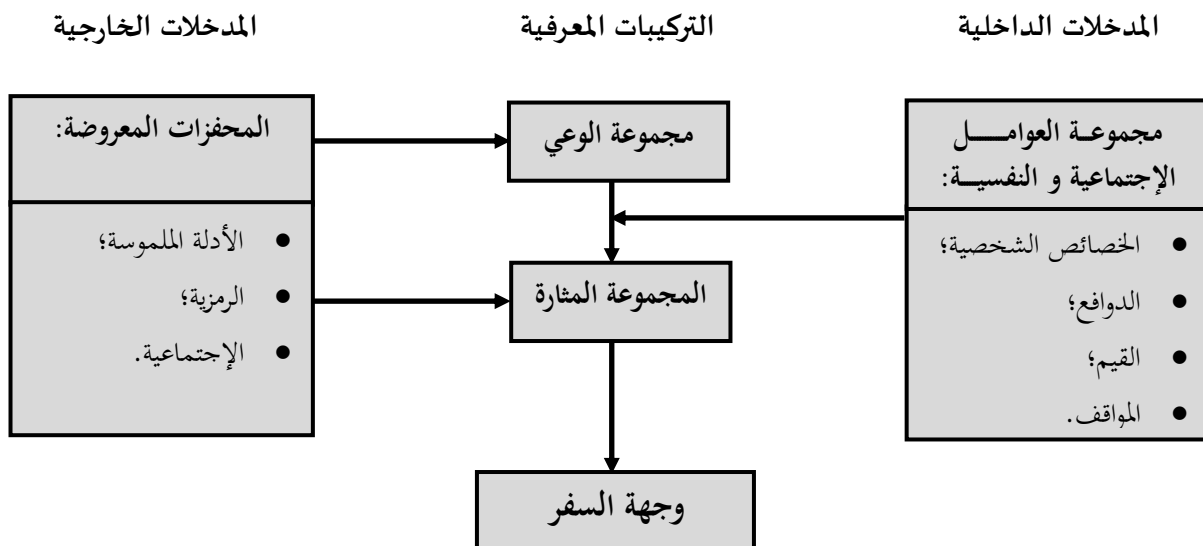 المدخلات الداخلية
التركيبات المعرفية
المدخلات الخارجية
مجموعة العوامل
الإجتماعية و النفسية:
الخصائص الشخصية؛
الدوافع؛
القيم؛
المواقف.
مجموعة الوعي
المجموعة المثارة
وجهة السفر
المحفزات المعروضة:
الأدلة الملموسة؛
الرمزية؛
الإجتماعية.